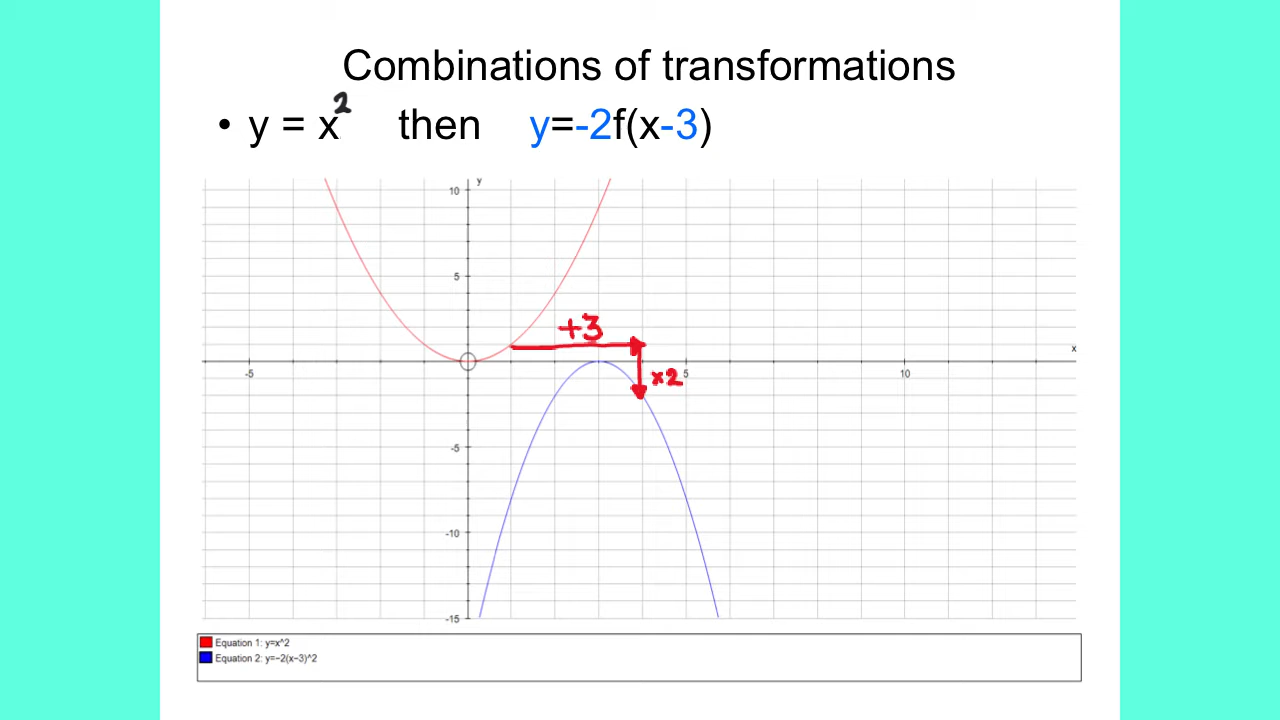 Combinations of transformations
• y = x² then y=-2f(x-3)
y
10
5
+3
x
-5 x2 5 10
-5
-10
-15
Equation 1: y=x^2
Equation 2: y=-2(x-3)^2